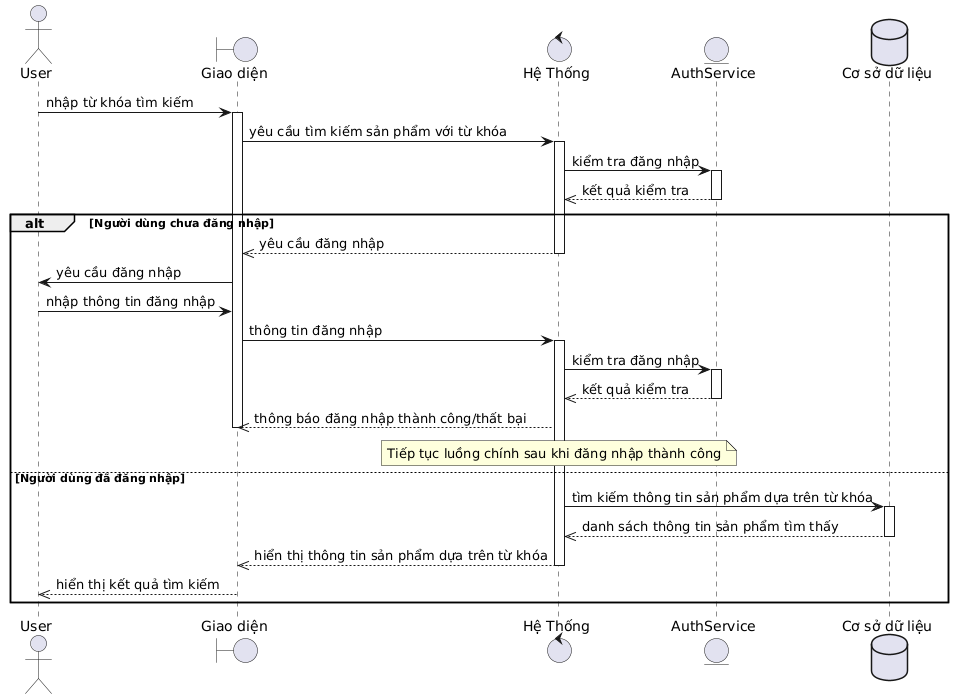 User
Giao diện
Hệ Thống
AuthService
Cơ sở dữ liệu
nhập từ khóa tìm kiếm
yêu cầu tìm kiếm sản phẩm với từ khóa
kiểm tra đăng nhập
kết quả kiểm tra
alt
[Người dùng chưa đăng nhập]
yêu cầu đăng nhập
yêu cầu đăng nhập
nhập thông tin đăng nhập
thông tin đăng nhập
kiểm tra đăng nhập
kết quả kiểm tra
thông báo đăng nhập thành công/thất bại
Tiếp tục luồng chính sau khi đăng nhập thành công
[Người dùng đã đăng nhập]
tìm kiếm thông tin sản phẩm dựa trên từ khóa
danh sách thông tin sản phẩm tìm thấy
hiển thị thông tin sản phẩm dựa trên từ khóa
hiển thị kết quả tìm kiếm
User
Giao diện
Hệ Thống
AuthService
Cơ sở dữ liệu